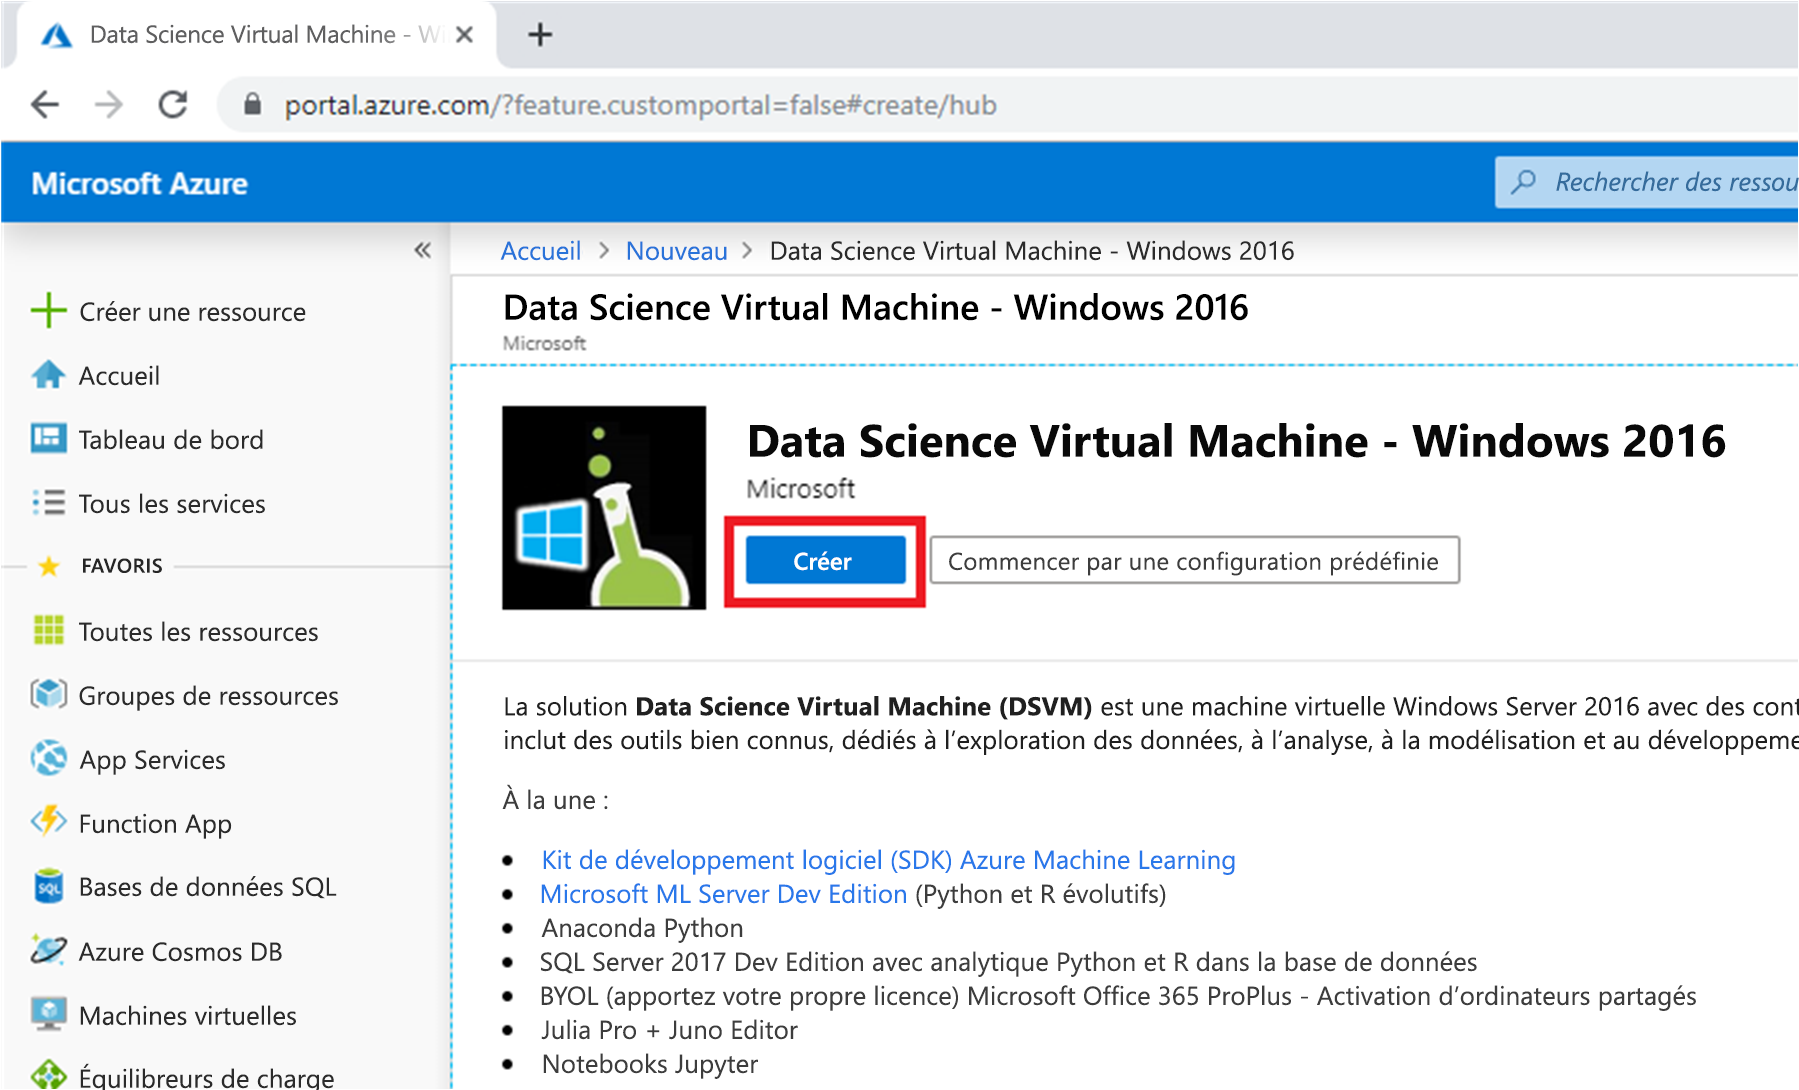 Data Science Virtual Machine - Wi
portal.azure.com/?feature.customportal=false#create/hub
Microsoft Azure
Rechercher des ressou
Accueil > Nouveau > Data Science Virtual Machine - Windows 2016
Data Science Virtual Machine - Windows 2016
Microsoft
Créer une ressource
Accueil
Tableau de bord
Tous les services
FAVORIS
Toutes les ressources
Groupes de ressources
App Services
Function App
SQL
Bases de données SQL
Azure Cosmos DB
Machines virtuelles
Équilibreurs de charge
Data Science Virtual Machine - Windows 2016
Microsoft
Créer
Commencer par une configuration prédéfinie
La solution Data Science Virtual Machine (DSVM) est une machine virtuelle Windows Server 2016 avec des cont
inclut des outils bien connus, dédiés à l’exploration des données, à l’analyse, à la modélisation et au développeme
À la une :
• Kit de développement logiciel (SDK) Azure Machine Learning
• Microsoft ML Server Dev Edition (Python et R évolutifs)
• Anaconda Python
• SQL Server 2017 Dev Edition avec analytique Python et R dans la base de données
• BYOL (apportez votre propre licence) Microsoft Office 365 ProPlus - Activation d’ordinateurs partagés
• Julia Pro + Juno Editor
• Notebooks Jupyter